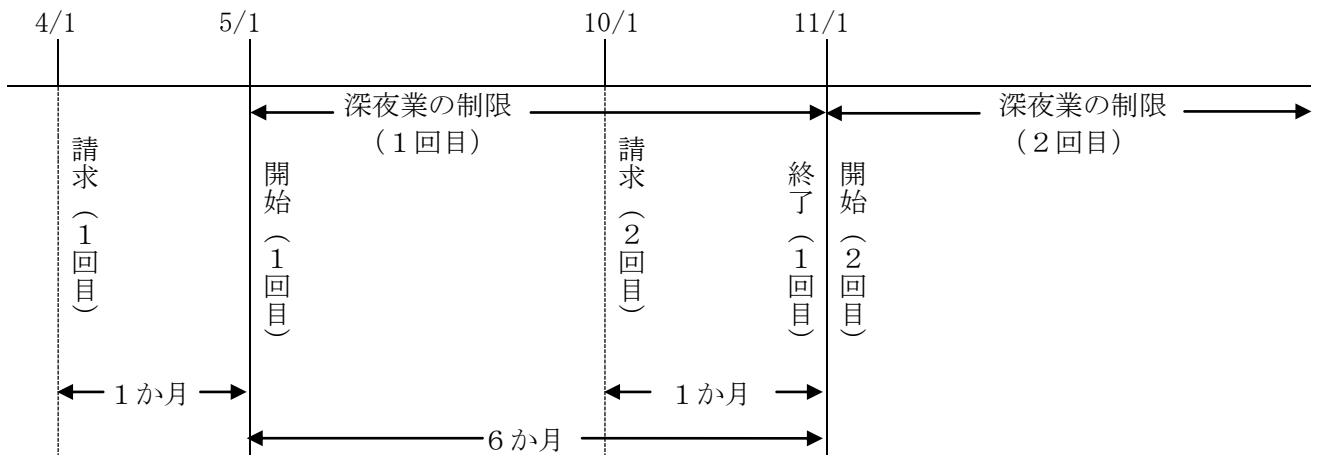 4/1
5/1
10/1
11/1
深夜業の制限
(1回目)
深夜業の制限
(2回目)
請求(1回目)
開始(1回目)
請求(2回目)
終了(1回目)
開始(2回目)
1か月
1か月
6か月